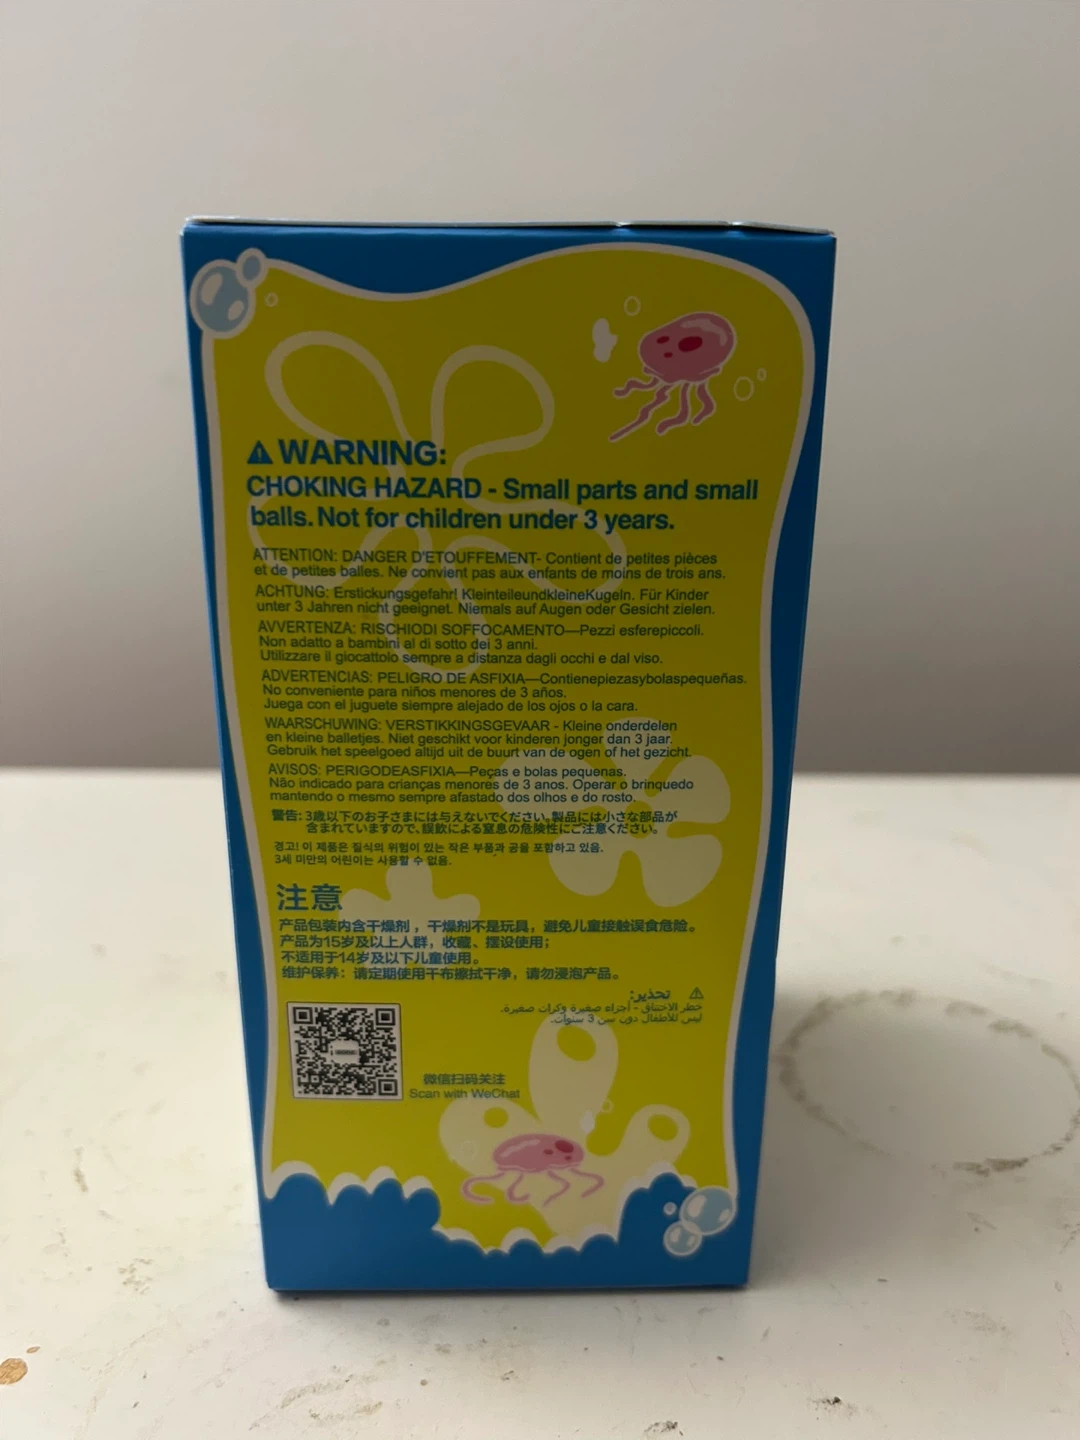 WARNING:
CHOKING HAZARD - Small parts and small
balls. Not for children under 3 years.
ATTENTION: DANGER D'ETOUFFEMENT- Contient de petites pièces
et de petites balles. Ne convient pas aux enfants de moins de trois ans.
ACHTUNG: Erstickungsgefahr! KleinteileundkleineKugeln. Für Kinder
unter 3 Jahren nicht geeignet. Niemals auf Augen oder Gesicht zielen.
AVVERTENZA: RISCHIODI SOFFOCAMENTO—Pezzi esferepiccoli.
Non adatto a bambini al di sotto dei 3 anni.
Utilizzare il giocattolo sempre a distanza dagli occhi e dal viso.
ADVERTENCIAS: PELIGRO DE ASFIXIA—Contienepiezasybolaspequeñas.
No conveniente para niños menores de 3 años.
Juega con el juguete siempre alejado de los ojos o la cara.
WAARSCHUWING: VERSTIKKINGSGEVAAR - Kleine onderdelen
en kleine balletjes. Niet geschikt voor kinderen jonger dan 3 jaar.
Gebruik het speelgoed altijd uit de buurt van de ogen of het gezicht.
AVISOS: PERIGODEASFIXIA—Peças e bolas pequenas.
Não indicado para crianças menores de 3 anos. Operar o brinquedo
mantendo o mesmo sempre afastado dos olhos e do rosto.
警告: 3歳以下のお子さまには与えないでください。製品には小さな部品が
含まれていますので、誤飲による窒息の危険性にご注意ください。
경고! 이 제품은 질식의 위험이 있는 작은 부품과 공을 포함하고 있음.
3세 미만의 어린이는 사용할 수 없음.
注意
产品包装内含干燥剂，干燥剂不是玩具，避免儿童接触误食危险。
产品为15岁及以上人群，收藏、摆设使用；
不适用于14岁及以下儿童使用。
维护保养：请定期使用干布擦拭干净，请勿浸泡产品。
تحذير:
خطر الاختناق - أجزاء صغيرة وكرات صغيرة.
ليس للأطفال دون سن 3 سنوات.
微信扫码关注
Scan with WeChat